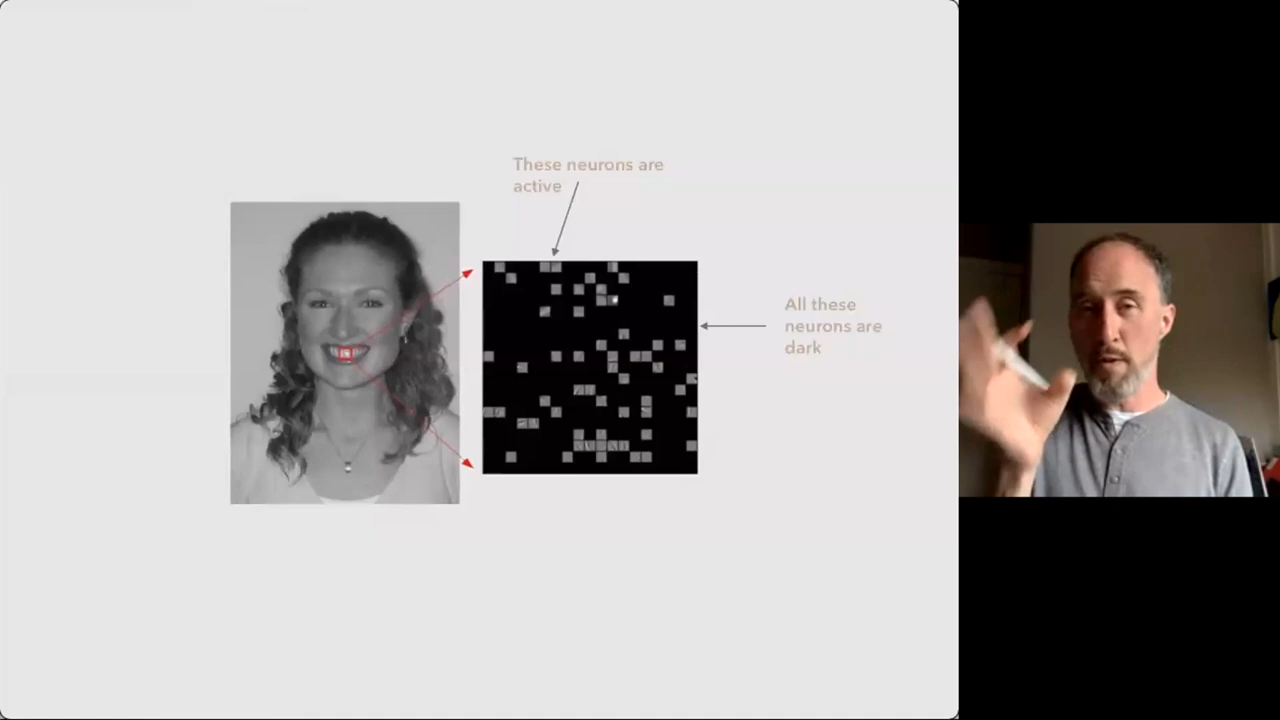 These neurons are
active
All these
neurons are
dark